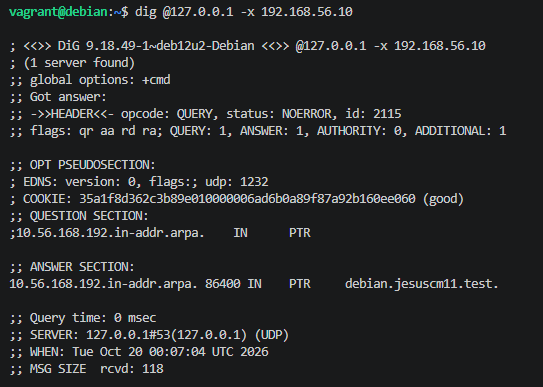 vagrant@debian:~$ dig @127.0.0.1 -x 192.168.56.10
; <<>> DiG 9.18.49-1~deb12u2-Debian <<>> @127.0.0.1 -x 192.168.56.10
; (1 server found)
;; global options: +cmd
;; Got answer:
;; ->>HEADER<<- opcode: QUERY, status: NOERROR, id: 2115
;; flags: qr aa rd ra; QUERY: 1, ANSWER: 1, AUTHORITY: 0, ADDITIONAL: 1
;; OPT PSEUDOSECTION:
; EDNS: version: 0, flags:; udp: 1232
; COOKIE: 35a1f8d362c3b89e010000006ad6b0a89f87a92b160ee060 (good)
;; QUESTION SECTION:
;10.56.168.192.in-addr.arpa. IN PTR
;; ANSWER SECTION:
10.56.168.192.in-addr.arpa. 86400 IN PTR debian.jesuscm11.test.
;; Query time: 0 msec
;; SERVER: 127.0.0.1#53(127.0.0.1) (UDP)
;; WHEN: Tue Oct 20 00:07:04 UTC 2026
;; MSG SIZE rcvd: 118